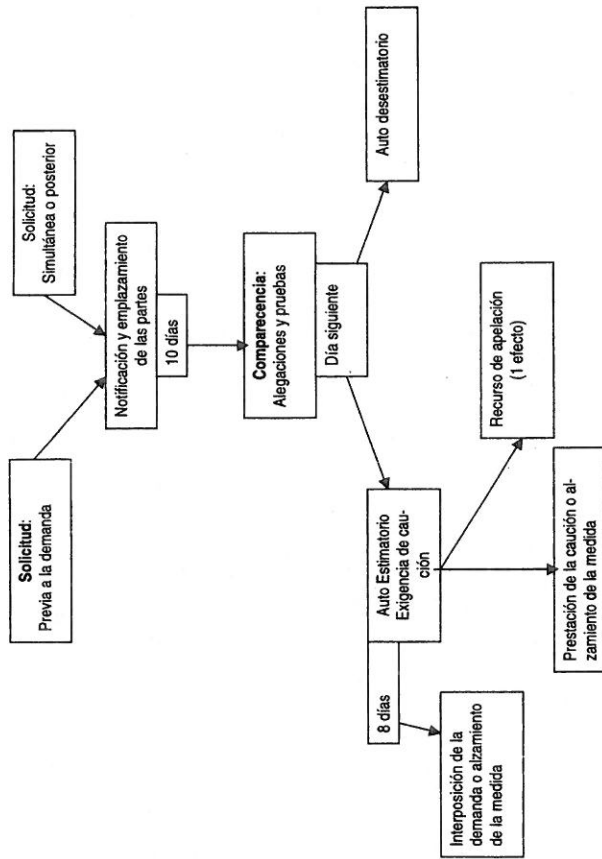 Solicitud:
Previa a la demanda
Solicitud:
Simultánea o posterior
Notificación y emplazamiento
de las partes
10 días
Comparecencia:
Alegaciones y pruebas
Día siguiente
Auto desestimatorio
8 días
Auto Estimatorio
Exigencia de cau-
ción
Interposición de la
demanda o alzamiento
de la medida
Prestación de la caución o al-
zamiento de la medida
Recurso de apelación
(1 efecto)